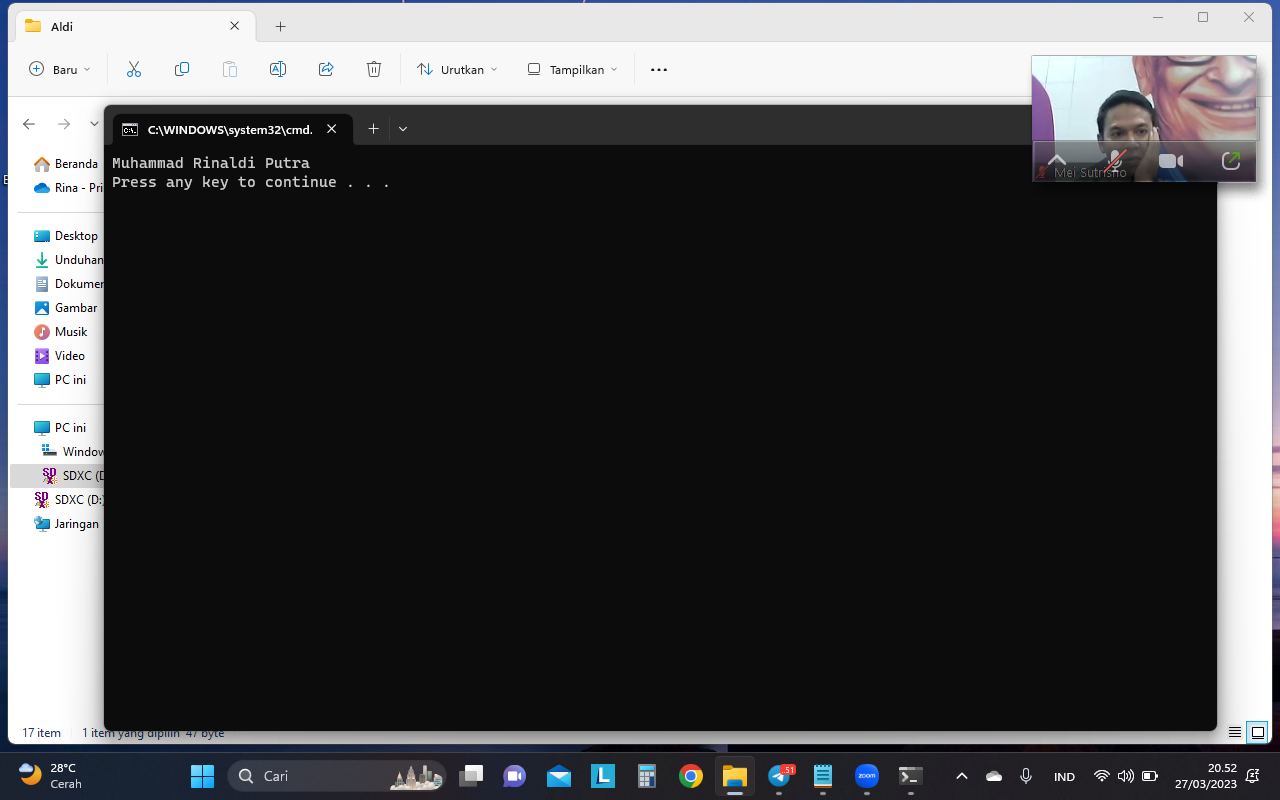 Aldi
Baru
Urutkan
Tampilkan
C:\WINDOWS\system32\cmd.
Muhammad Rinaldi Putra
Press any key to continue . . .
Mei Sutrisno
Beranda
Rina - Pri
Desktop
Unduhan
Dokumen
Gambar
Musik
Video
PC ini
PC ini
Window
SDXC (D
SDXC (D:)
Jaringan
17 item
1 item yang dipilih 47 byte
28°C
Cerah
Cari
51
zoom
IND
20.52
27/03/2023